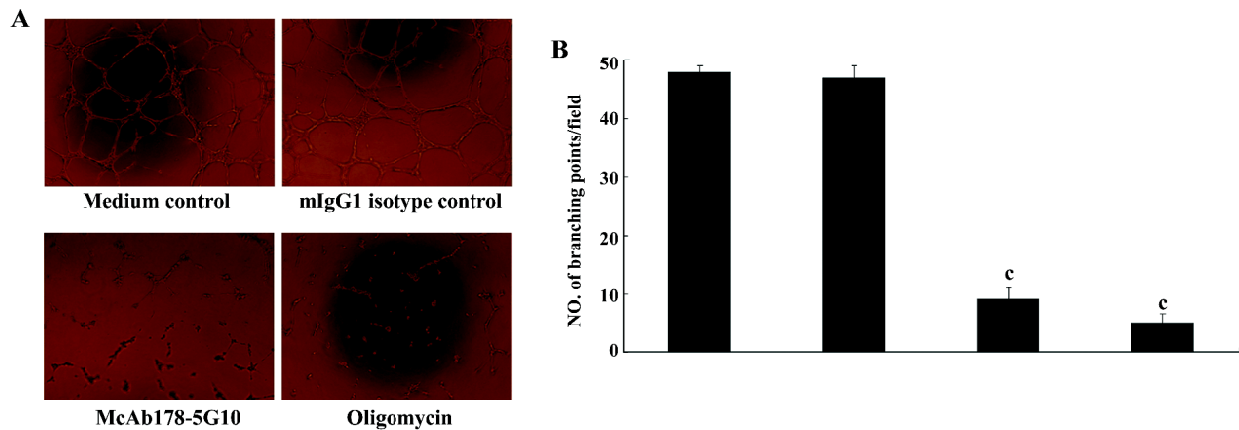 A
Medium control
mIgG1 isotype control
McAb178-5G10
Oligomycin
B
NO. of branching points/field
50
40
30
20
10
0
c
c